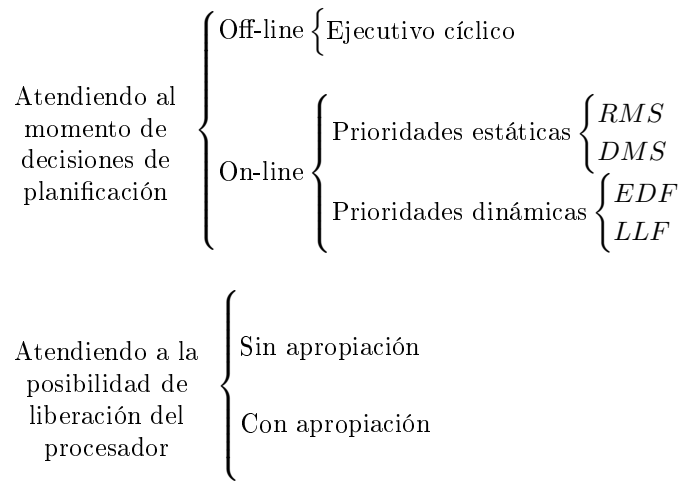 Off-line
Ejecutivo cíclico
Atendiendo al
momento de
decisiones de
planificación
On-line
Prioridades estáticas
RMS
DMS
Prioridades dinámicas
EDF
LLF
Atendiendo a la
posibilidad de
liberación del
procesador
Sin apropiación
Con apropiación